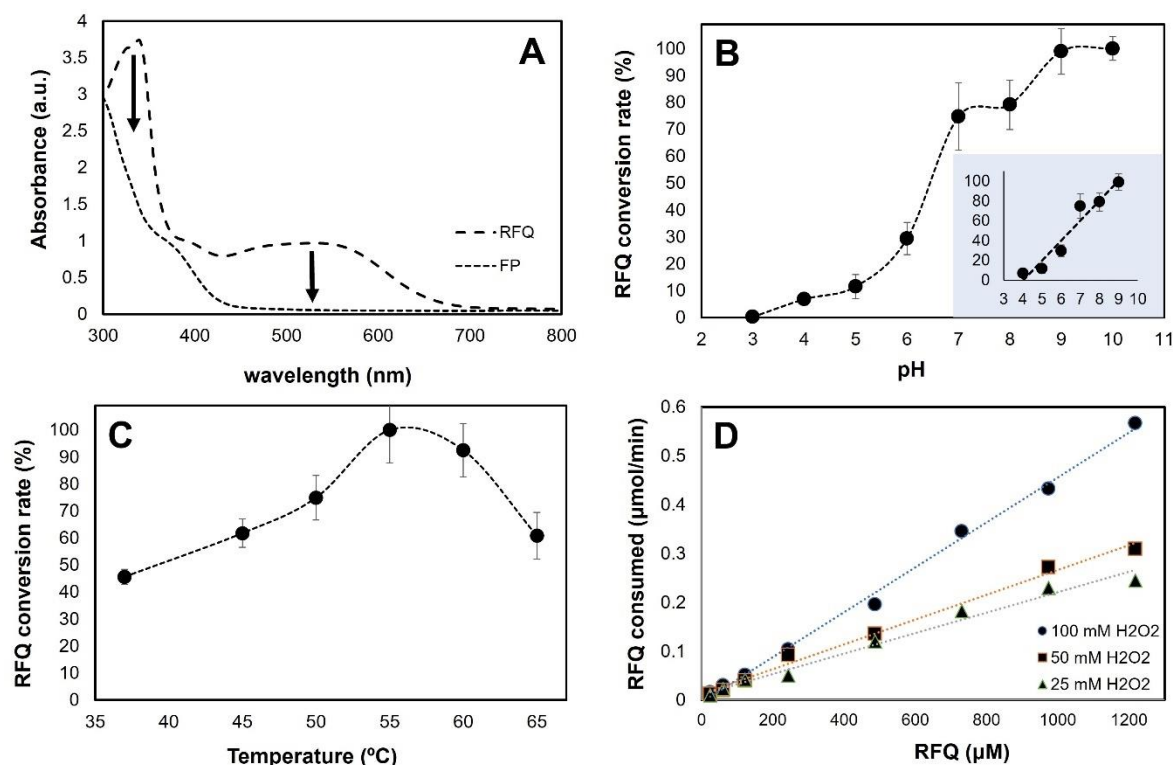 A
Absorbance (a.u.)
4
3.5
3
2.5
2
1.5
1
0.5
0
300 400 500 600 700 800
wavelength (nm)
RFQ
FP
B
RFQ conversion rate (%)
100
90
80
70
60
50
40
30
20
10
0
2 3 4 5 6 7 8 9 10 11
pH
100
80
60
40
20
0
3 4 5 6 7 8 9 10
C
RFQ conversion rate (%)
100
90
80
70
60
50
40
30
20
10
0
35 45 50 55 60 65
Temperature (ºC)
D
RFQ consumed (µmol/min)
0.6
0.5
0.4
0.3
0.2
0.1
0
0 200 400 600 800 1000 1200
RFQ (µM)
100 mM H2O2
50 mM H2O2
25 mM H2O2